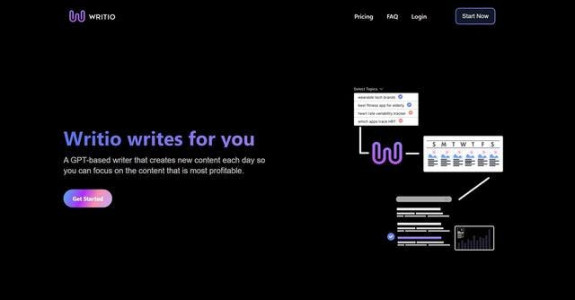 WRITIO
Pricing
FAQ
Login
Start Now
Select Topics
wearable tech brands
best fitness app for elderly
heart rate variability tracker
which apps track HRV
S M T W T F S
Writio writes for you
A GPT-based writer that creates new content each day so
you can focus on the content that is most profitable.
Get Started